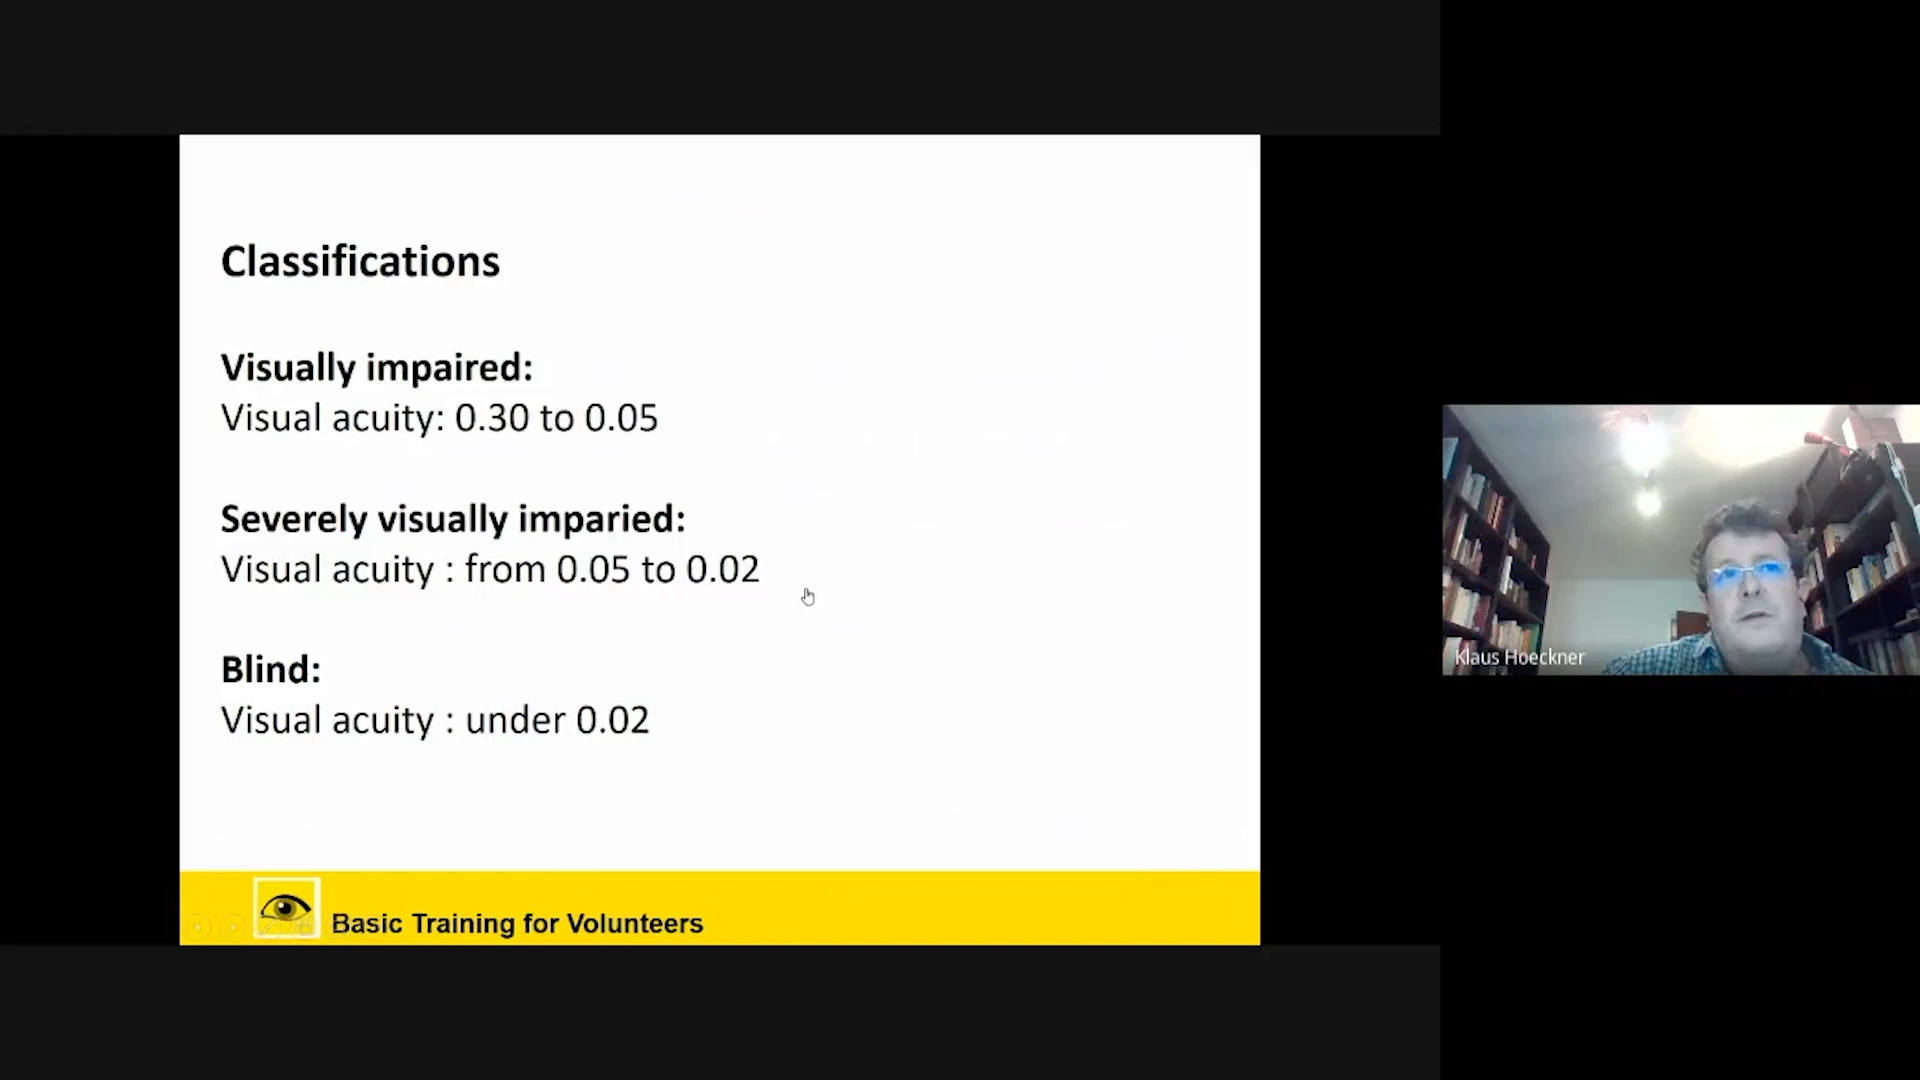 Classifications
Visually impaired:
Visual acuity: 0.30 to 0.05
Severely visually imparied:
Visual acuity : from 0.05 to 0.02
Blind:
Visual acuity : under 0.02
Basic Training for Volunteers
Klaus Hoeckner